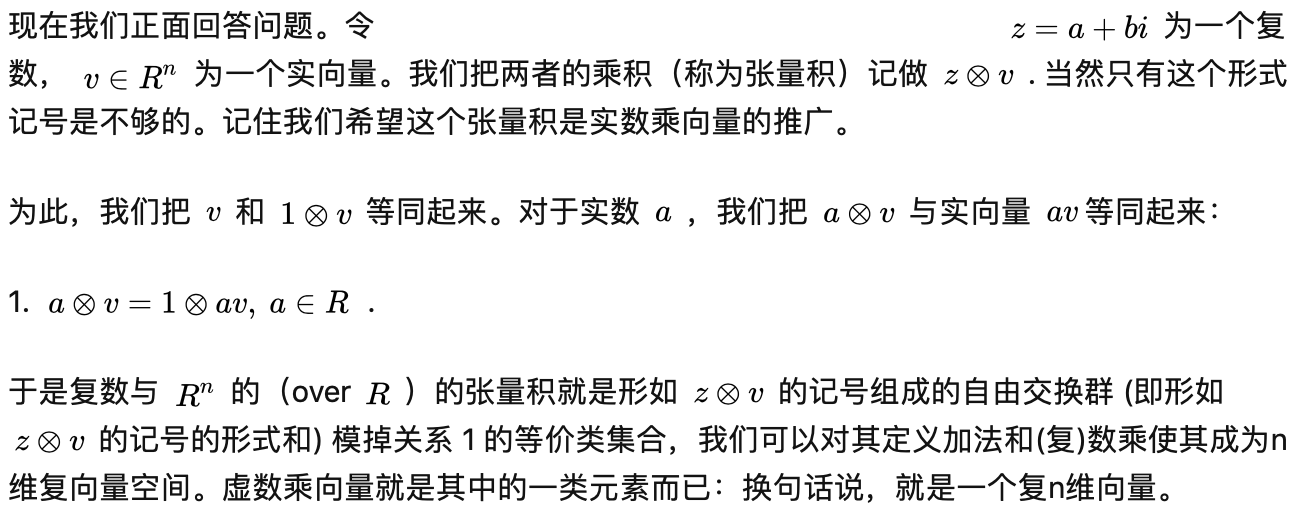 现在我们正面回答问题。令 z = a + bi 为一个复
数， v ∈ Rⁿ 为一个实向量。我们把两者的乘积（称为张量积）记做 z ⊗ v . 当然只有这个形式
记号是不够的。记住我们希望这个张量积是实数乘向量的推广。
为此，我们把 v 和 1 ⊗ v 等同起来。对于实数 a ，我们把 a ⊗ v 与实向量 av 等同起来：
1. a ⊗ v = 1 ⊗ av, a ∈ R .
于是复数与 Rⁿ 的（over R ）的张量积就是形如 z ⊗ v 的记号组成的自由交换群 (即形如
z ⊗ v 的记号的形式和) 模掉关系 1 的等价类集合，我们可以对其定义加法和(复)数乘使其成为n
维复向量空间。虚数乘向量就是其中的一类元素而已：换句话说，就是一个复n维向量。